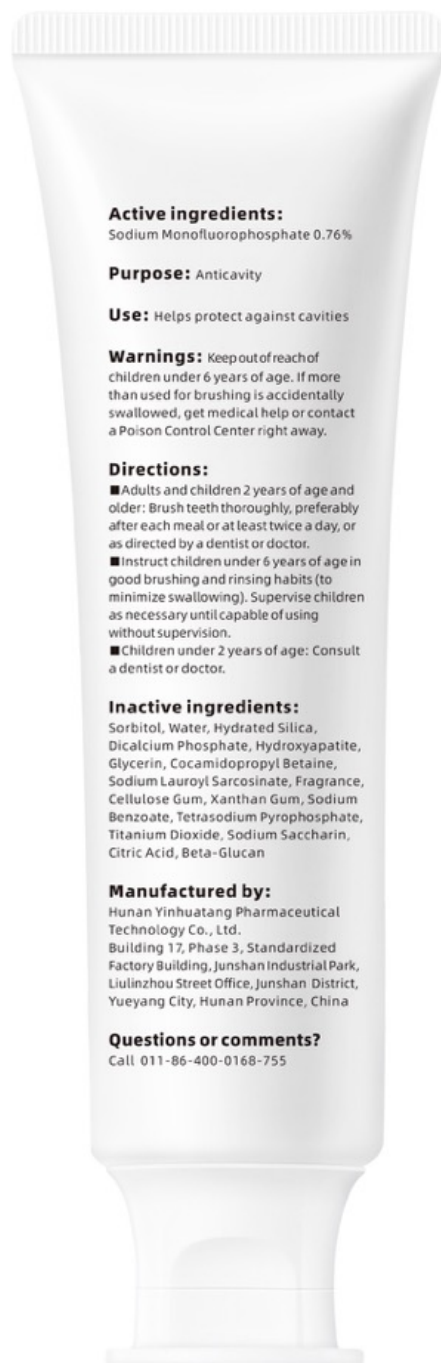 Active ingredients:
Sodium Monofluorophosphate 0.76%
Purpose: Anticavity
Use: Helps protect against cavities
Warnings: Keep out of reach of
children under 6 years of age. If more
than used for brushing is accidentally
swallowed, get medical help or contact
a Poison Control Center right away.
Directions:
■Adults and children 2 years of age and
older: Brush teeth thoroughly, preferably
after each meal or at least twice a day, or
as directed by a dentist or doctor.
■Instruct children under 6 years of age in
good brushing and rinsing habits (to
minimize swallowing). Supervise children
as necessary until capable of using
without supervision.
■Children under 2 years of age: Consult
a dentist or doctor.
Inactive ingredients:
Sorbitol, Water, Hydrated Silica,
Dicalcium Phosphate, Hydroxyapatite,
Glycerin, Cocamidopropyl Betaine,
Sodium Lauroyl Sarcosinate, Fragrance,
Cellulose Gum, Xanthan Gum, Sodium
Benzoate, Tetrasodium Pyrophosphate,
Titanium Dioxide, Sodium Saccharin,
Citric Acid, Beta-Glucan
Manufactured by:
Hunan Yinhuatang Pharmaceutical
Technology Co., Ltd.
Building 17, Phase 3, Standardized
Factory Building, Junshan Industrial Park,
Liulinzhou Street Office, Junshan District,
Yueyang City, Hunan Province, China
Questions or comments?
Call 011-86-400-0168-755